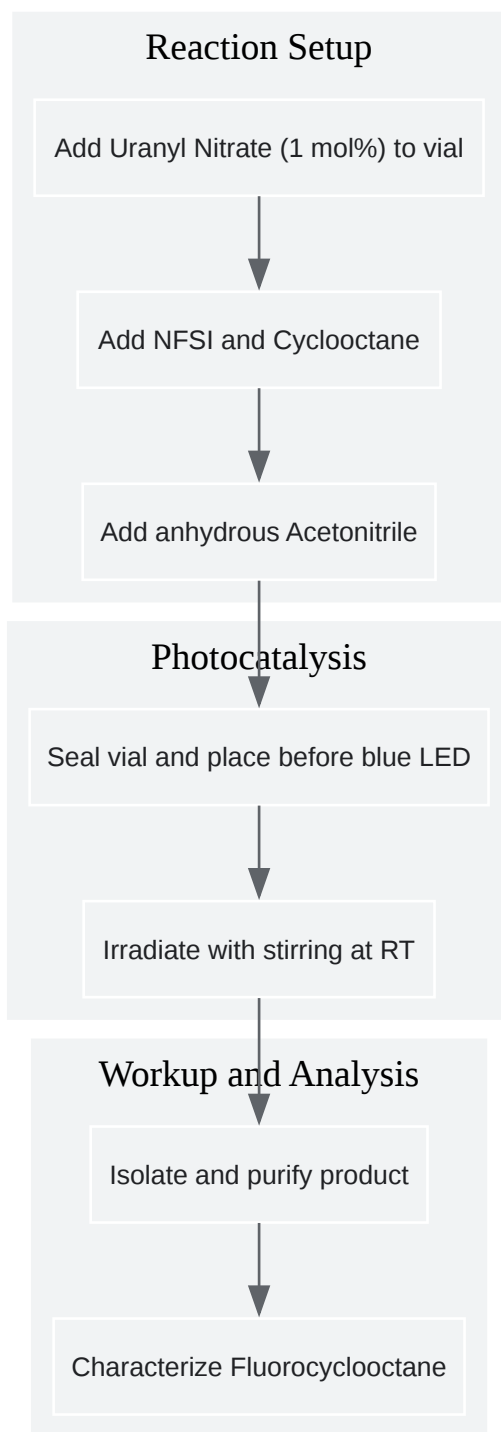 Reaction Setup
Add Uranyl Nitrate (1 mol%) to vial
Add NFSI and Cyclooctane
Add anhydrous Acetonitrile
Photocatalysis
Seal vial and place before blue LED
Irradiate with stirring at RT
Workup and Analysis
Isolate and purify product
Characterize Fluorocyclooctane